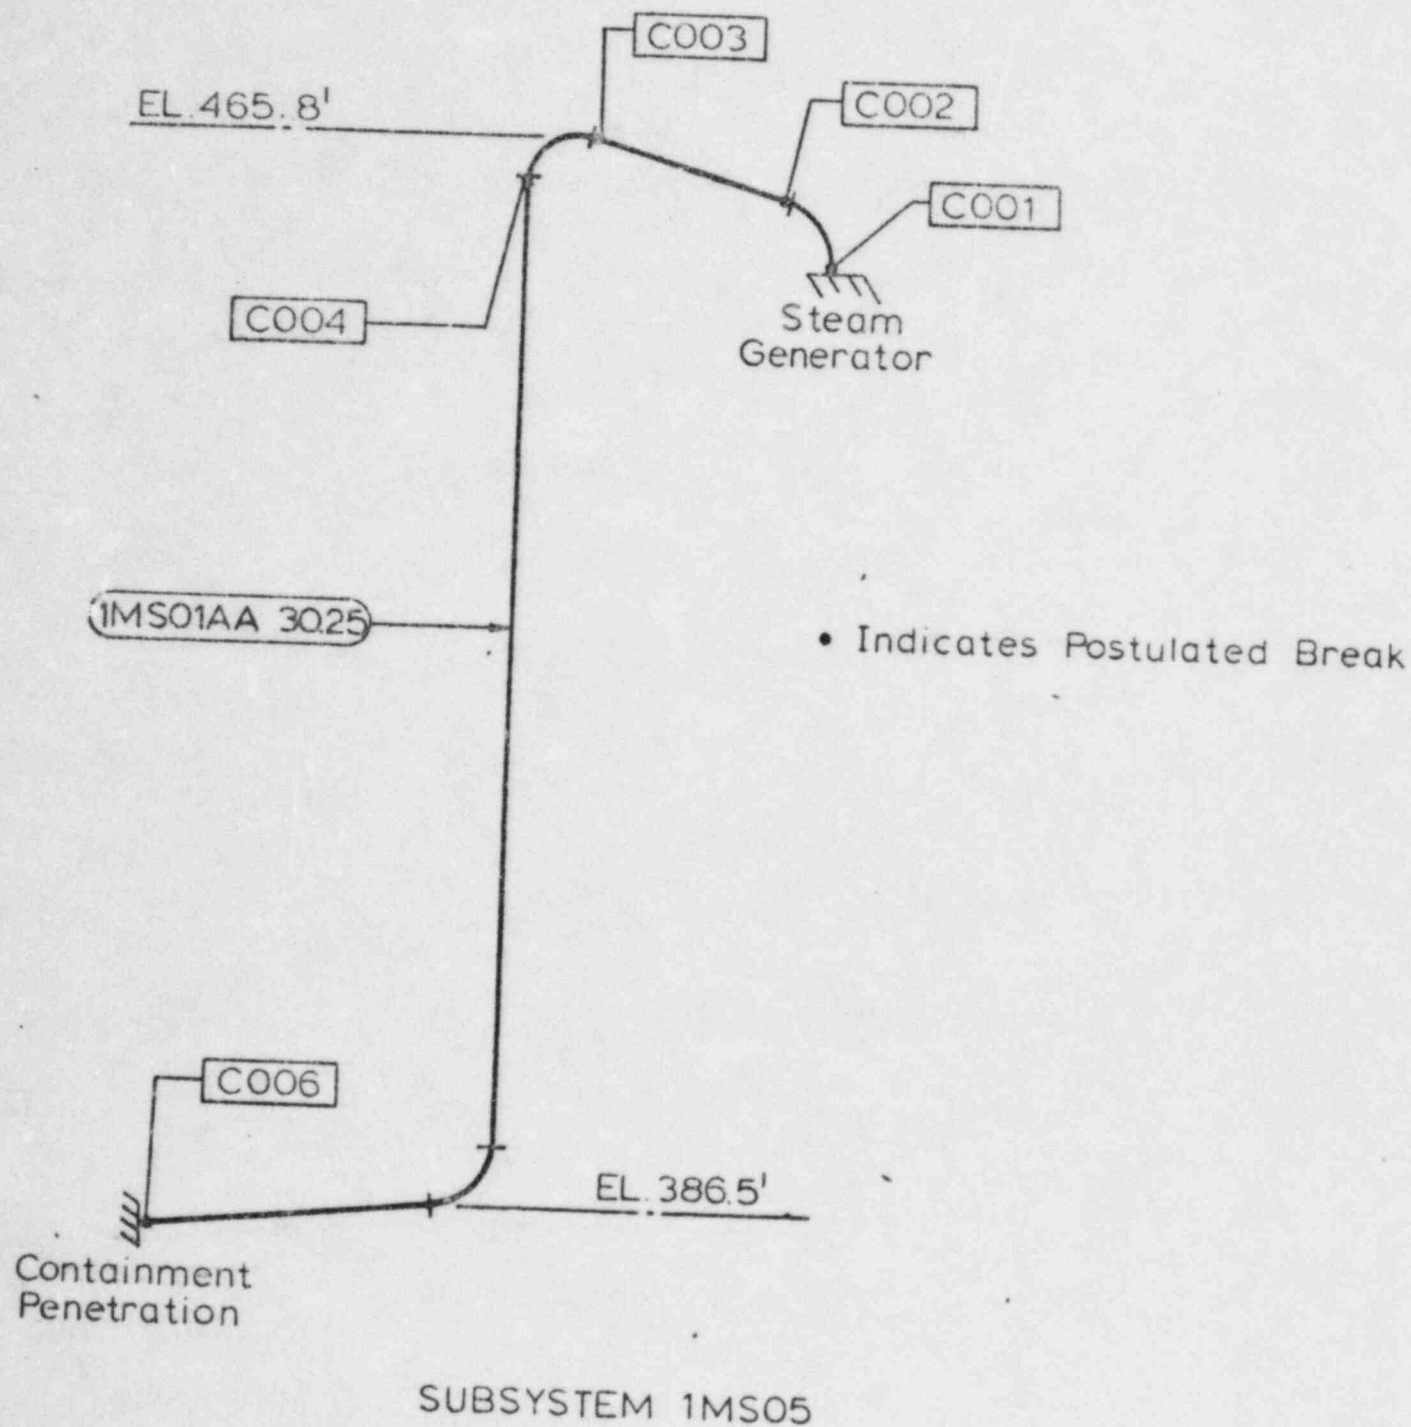 C003
EL. 465.8'
C002
C001
C004
Steam
Generator
1MS01AA 30.25
• Indicates Postulated Break
C006
EL. 386.5'
Containment
Penetration
SUBSYSTEM 1MS05